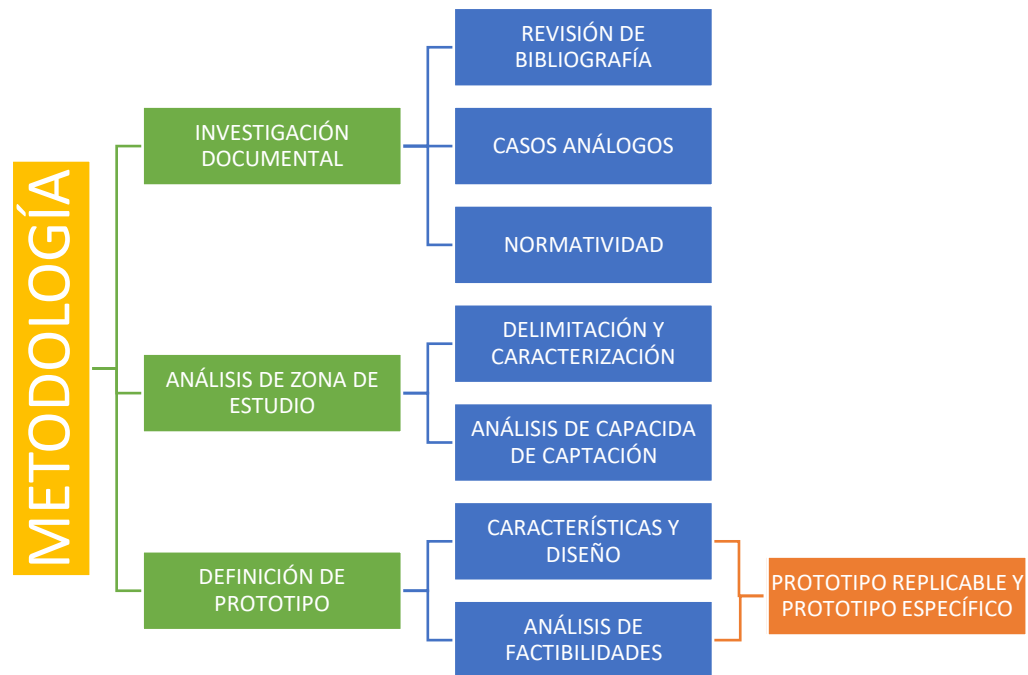 METODOLOGÍA
INVESTIGACIÓN
DOCUMENTAL
REVISIÓN DE
BIBLIOGRAFÍA
CASOS ANÁLOGOS
NORMATIVIDAD
ANÁLISIS DE ZONA DE
ESTUDIO
DELIMITACIÓN Y
CARACTERIZACIÓN
ANÁLISIS DE CAPACIDA
DE CAPTACIÓN
DEFINICIÓN DE
PROTOTIPO
CARACTERÍSTICAS Y
DISEÑO
ANÁLISIS DE
FACTIBILIDADES
PROTOTIPO REPLICABLE Y
PROTOTIPO ESPECÍFICO